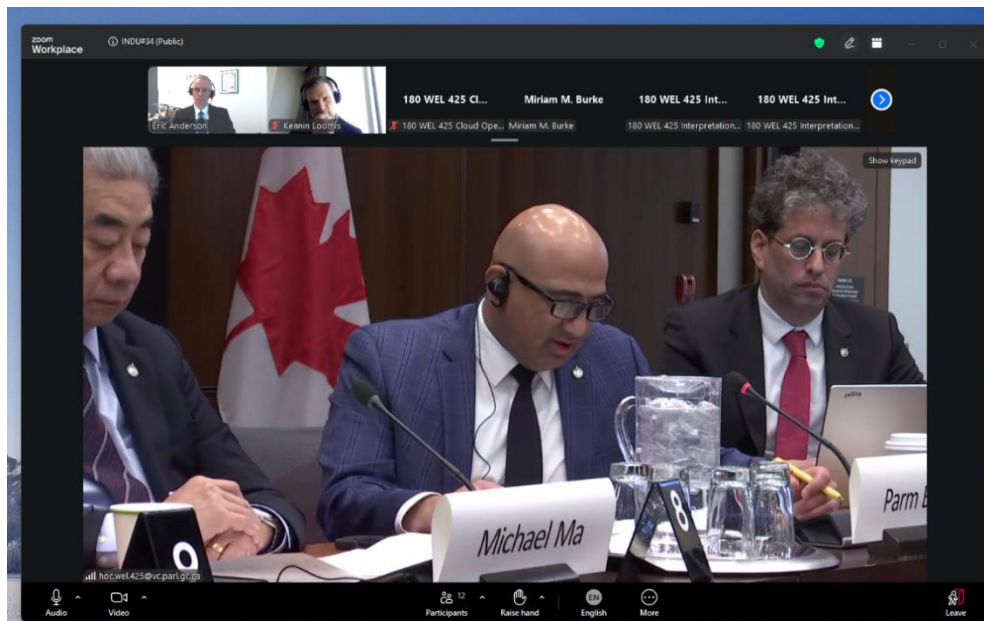 zoom
Workplace
INDU#34 (Public)
180 WEL 425 Cl...
Miriam M. Burke
180 WEL 425 Int...
180 WEL 425 Int...
Eric Anderson
Keanin Loomis
180 WEL 425 Cloud Ope...
Miriam M. Burke
180 WEL 425 Interpretation...
180 WEL 425 Interpretation...
Show keypad
8
Parm
Michael Ma
hoc.wel.425@vc.parl.gc.ca
12
EN
Audio
Video
Participants
Raise hand
English
More
Leave